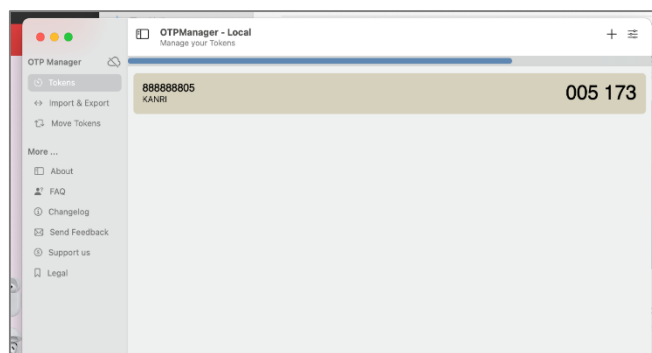 OTPManager - Local
Manage your Tokens
OTP Manager
Tokens
Import & Export
Move Tokens
More ...
About
FAQ
Changelog
Send Feedback
Support us
Legal
888888805
KANRI
005 173